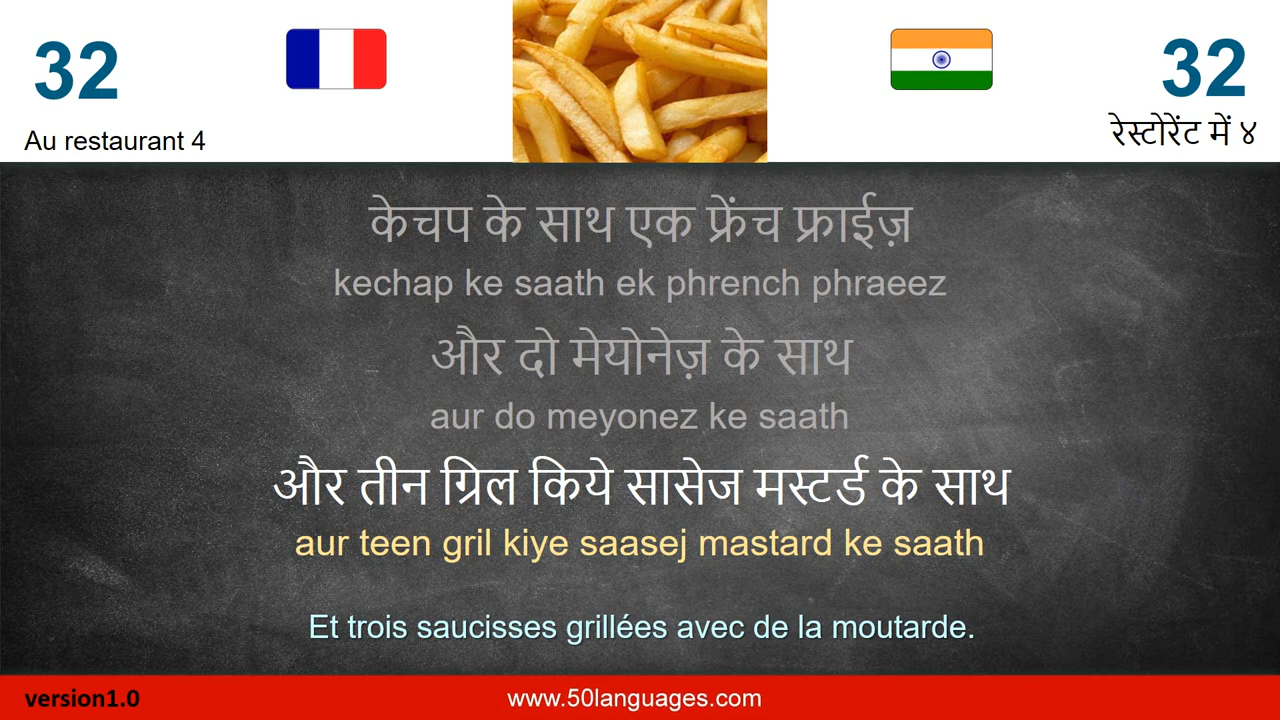 32
32
Au restaurant 4
रेस्टोरेंट में ४
केचप के साथ एक फ्रेंच फ्राईज़
kechap ke saath ek phrench phraeez
और दो मेयोनेज़ के साथ
aur do meyonez ke saath
और तीन ग्रिल किये सासेज मस्टर्ड के साथ
aur teen gril kiye saasej mastard ke saath
Et trois saucisses grillées avec de la moutarde.
version1.0
www.50languages.com